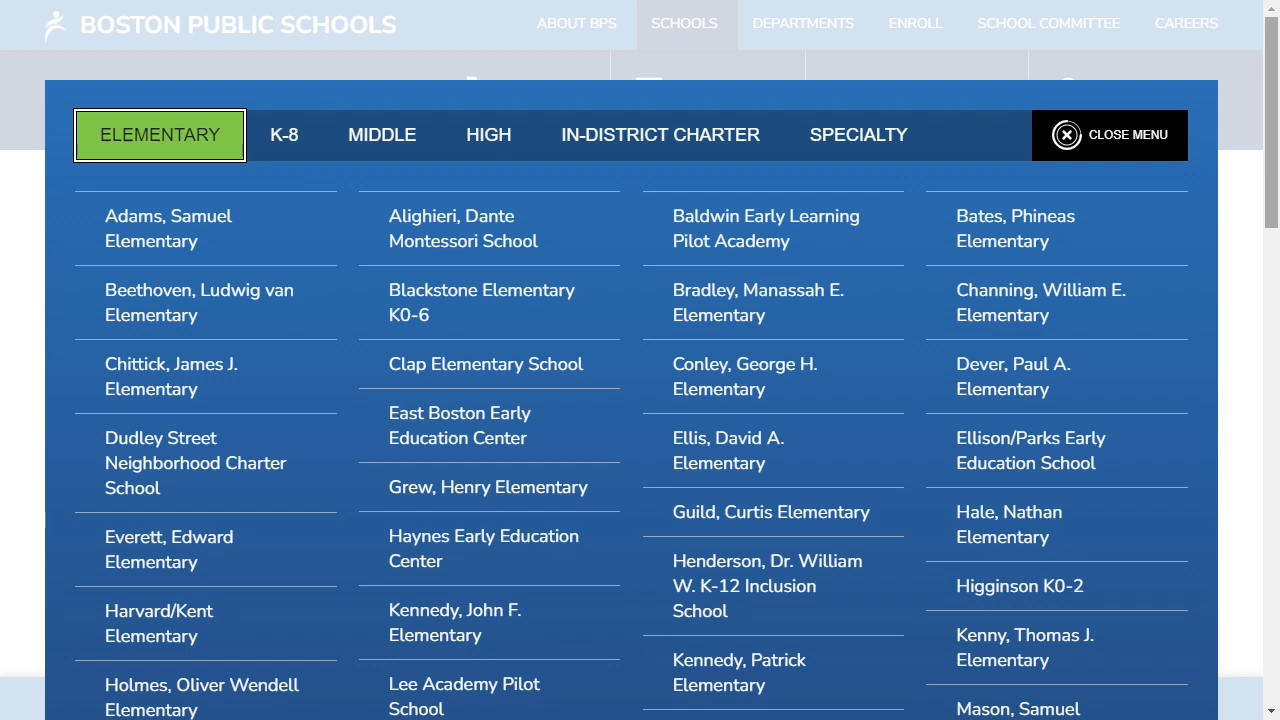 BOSTON PUBLIC SCHOOLS
ABOUT BPS
SCHOOLS
DEPARTMENTS
ENROLL
SCHOOL COMMITTEE
CAREERS
ELEMENTARY
K-8
MIDDLE
HIGH
IN-DISTRICT CHARTER
SPECIALTY
CLOSE MENU
Adams, Samuel
Elementary
Beethoven, Ludwig van
Elementary
Chittick, James J.
Elementary
Dudley Street
Neighborhood Charter
School
Everett, Edward
Elementary
Harvard/Kent
Elementary
Holmes, Oliver Wendell
Elementary
Alighieri, Dante
Montessori School
Blackstone Elementary
K0-6
Clap Elementary School
East Boston Early
Education Center
Grew, Henry Elementary
Haynes Early Education
Center
Kennedy, John F.
Elementary
Lee Academy Pilot
School
Baldwin Early Learning
Pilot Academy
Bradley, Manassah E.
Elementary
Conley, George H.
Elementary
Ellis, David A.
Elementary
Guild, Curtis Elementary
Henderson, Dr. William
W. K-12 Inclusion
School
Kennedy, Patrick
Elementary
Bates, Phineas
Elementary
Channing, William E.
Elementary
Dever, Paul A.
Elementary
Ellison/Parks Early
Education School
Hale, Nathan
Elementary
Higginson K0-2
Kenny, Thomas J.
Elementary
Mason, Samuel